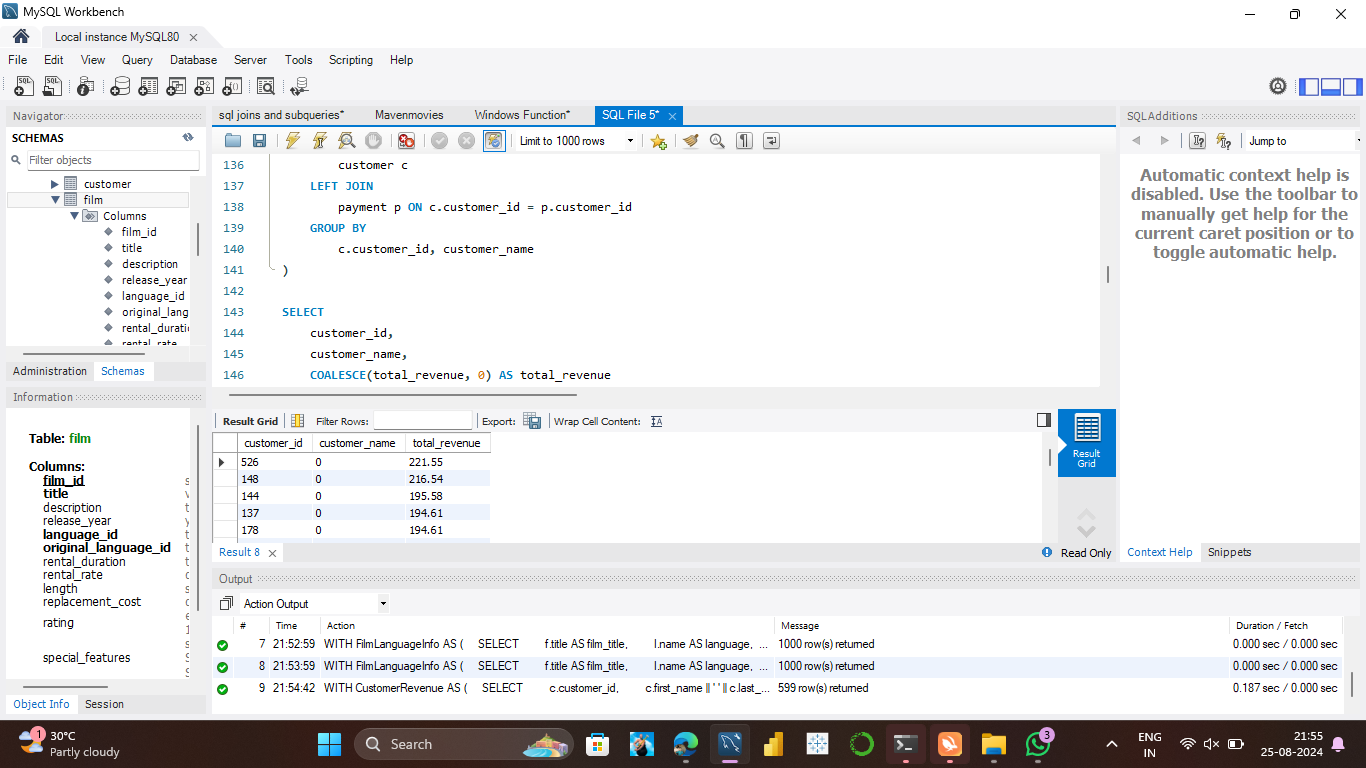 MySQL Workbench
Local instance MySQL80
File Edit View Query Database Server Tools Scripting Help
Navigator
SCHEMAS
Filter objects
customer
film
Columns
film_id
title
description
release_year
language_id
original_lang
rental_duratio
rental_rate
Administration Schemas
Information
Table: film
Columns:
film_id
title
description
release_year
language_id
original_language_id
rental_duration
rental_rate
length
replacement_cost
rating
special_features
Object Info Session
sql joins and subqueries* Mavenmovies Windows Function* SQL File 5*
Limit to 1000 rows
136 customer c
137 LEFT JOIN
138 payment p ON c.customer_id = p.customer_id
139 GROUP BY
140 c.customer_id, customer_name
141 )
142
143 SELECT
144 customer_id,
145 customer_name,
146 COALESCE(total_revenue, 0) AS total_revenue
Result Grid Filter Rows: Export: Wrap Cell Content:
customer_id customer_name total_revenue
526 0 221.55
148 0 216.54
144 0 195.58
137 0 194.61
178 0 194.61
Result Grid
Result 8
Read Only
SQLAdditions
Jump to
Automatic context help is
disabled. Use the toolbar to
manually get help for the
current caret position or to
toggle automatic help.
Context Help Snippets
Output
Action Output
# Time Action Message Duration / Fetch
7 21:52:59 WITH FilmLanguageInfo AS ( SELECT f.title AS film_title, l.name AS language, ... 1000 row(s) returned 0.000 sec / 0.000 sec
8 21:53:59 WITH FilmLanguageInfo AS ( SELECT f.title AS film_title, l.name AS language, ... 1000 row(s) returned 0.000 sec / 0.000 sec
9 21:54:42 WITH CustomerRevenue AS ( SELECT c.customer_id, c.first_name || ' ' || c.last_... 599 row(s) returned 0.187 sec / 0.000 sec
1
30°C
Partly cloudy
Search
3
ENG
IN
21:55
25-08-2024